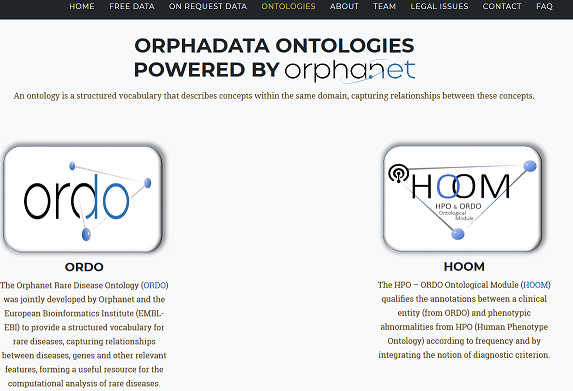 HOME FREE DATA ON REQUEST DATA ONTOLOGIES ABOUT TEAM LEGAL ISSUES CONTACT FAQ
ORPHADATA ONTOLOGIES
POWERED BY orphanet
An ontology is a structured vocabulary that describes concepts within the same domain, capturing relationships between these concepts.
ordo
ORDO
The Orphanet Rare Disease Ontology (ORDO)
was jointly developed by Orphanet and the
European Bioinformatics Institute (EMBL-
EBI) to provide a structured vocabulary for
rare diseases, capturing relationships
between diseases, genes and other relevant
features, forming a useful resource for the
computational analysis of rare diseases.
HOOM
HPO & ORDO
Ontological
Module
HOOM
The HPO – ORDO Ontological Module (HOOM)
qualifies the annotations between a clinical
entity (from ORDO) and phenotypic
abnormalities from HPO (Human Phenotype
Ontology) according to frequency and by
integrating the notion of diagnostic criterion.